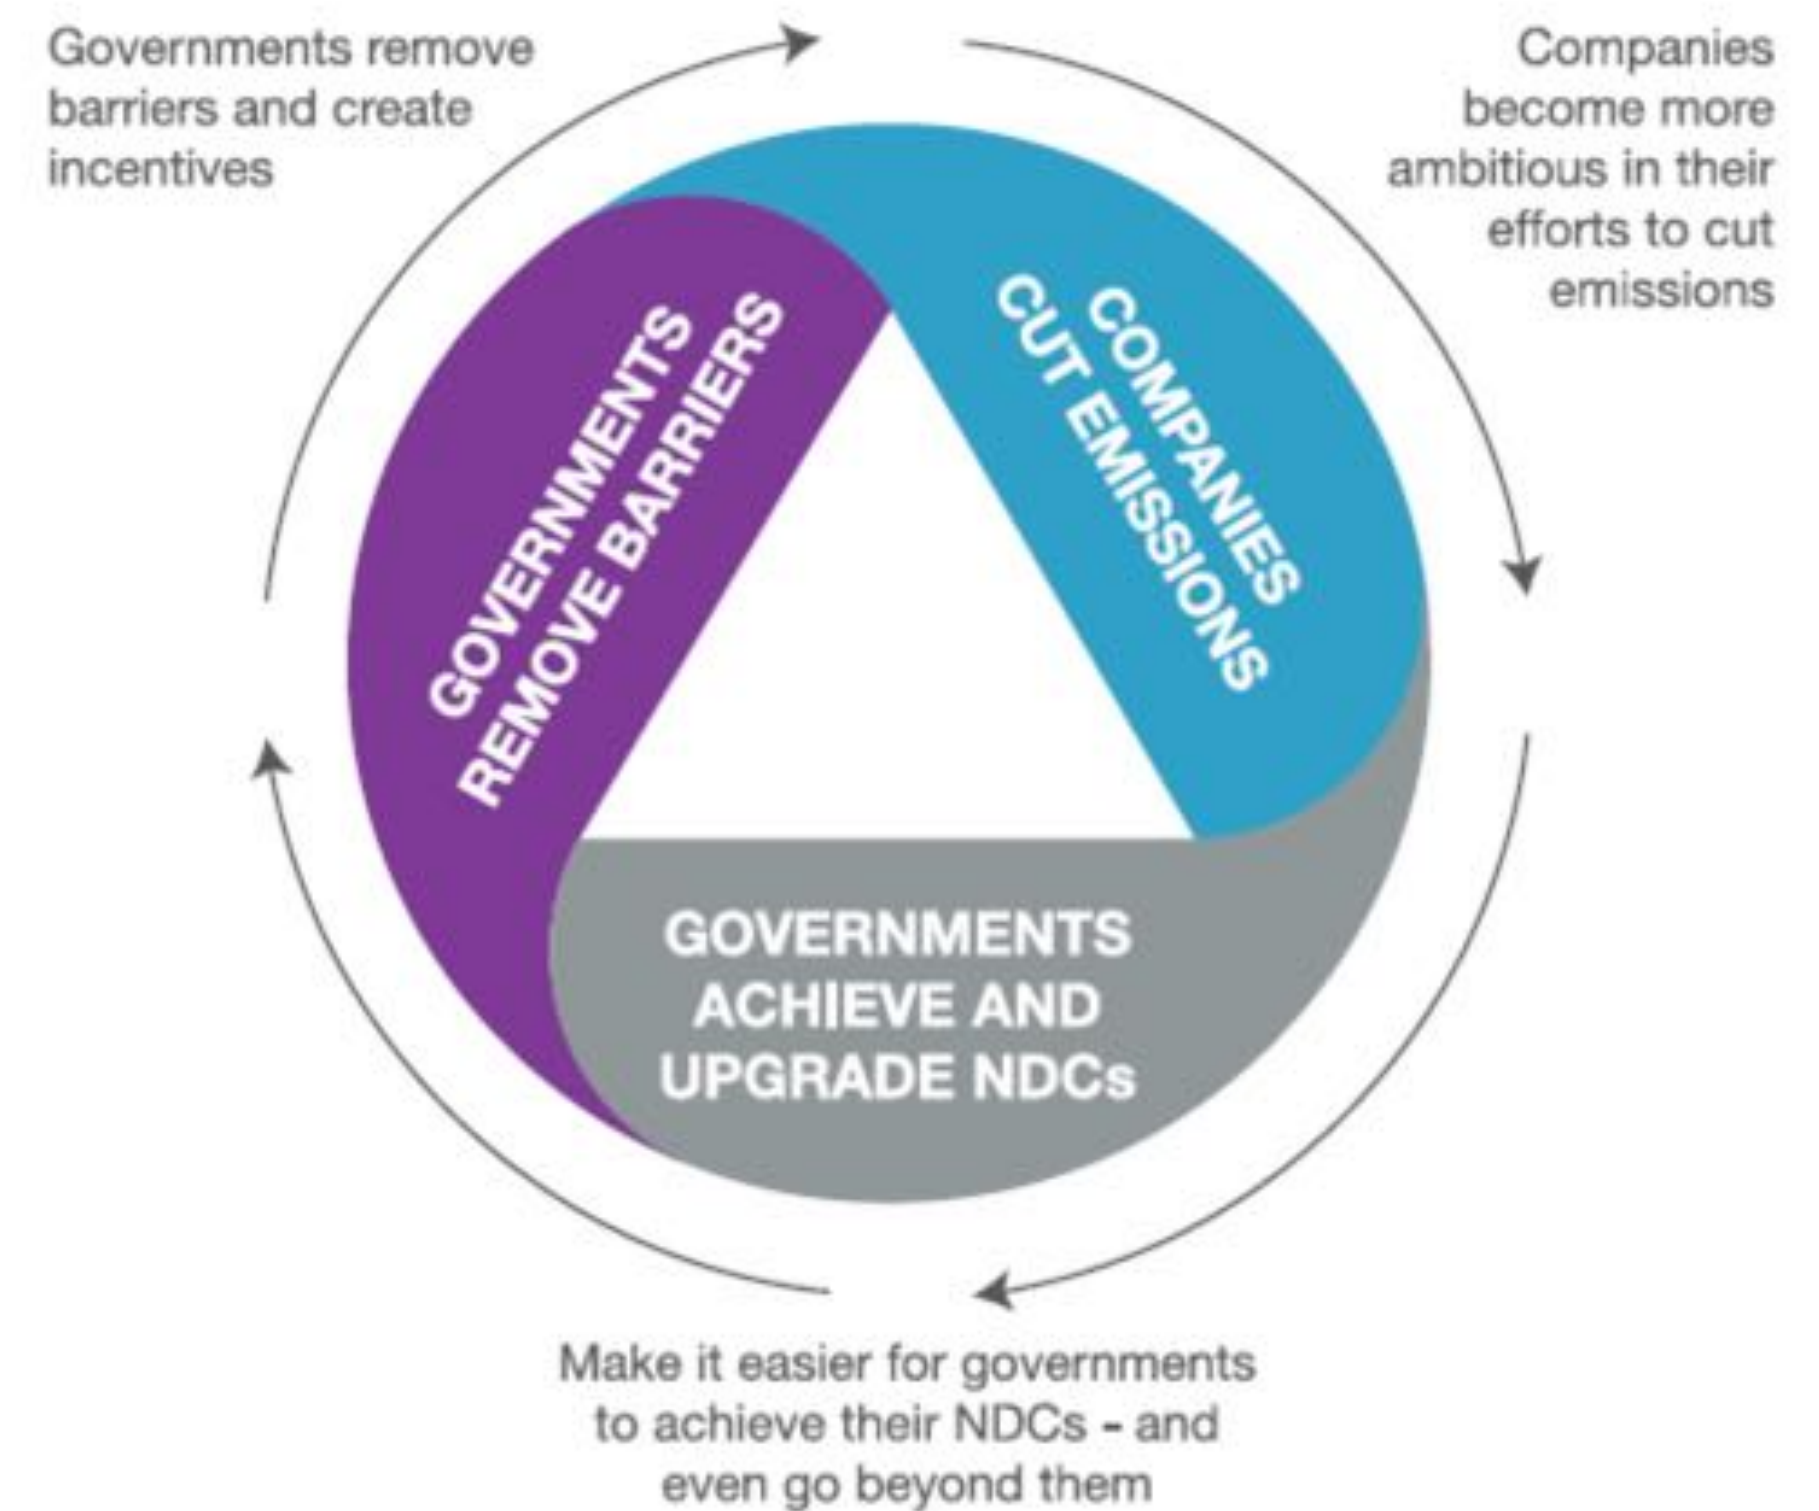 Governments remove
barriers and create
incentives
Companies
become more
ambitious in their
efforts to cut
emissions
GOVERNMENTS
REMOVE BARRIERS
COMPANIES
CUT EMISSIONS
GOVERNMENTS
ACHIEVE AND
UPGRADE NDCs
Make it easier for governments
to achieve their NDCs - and
even go beyond them